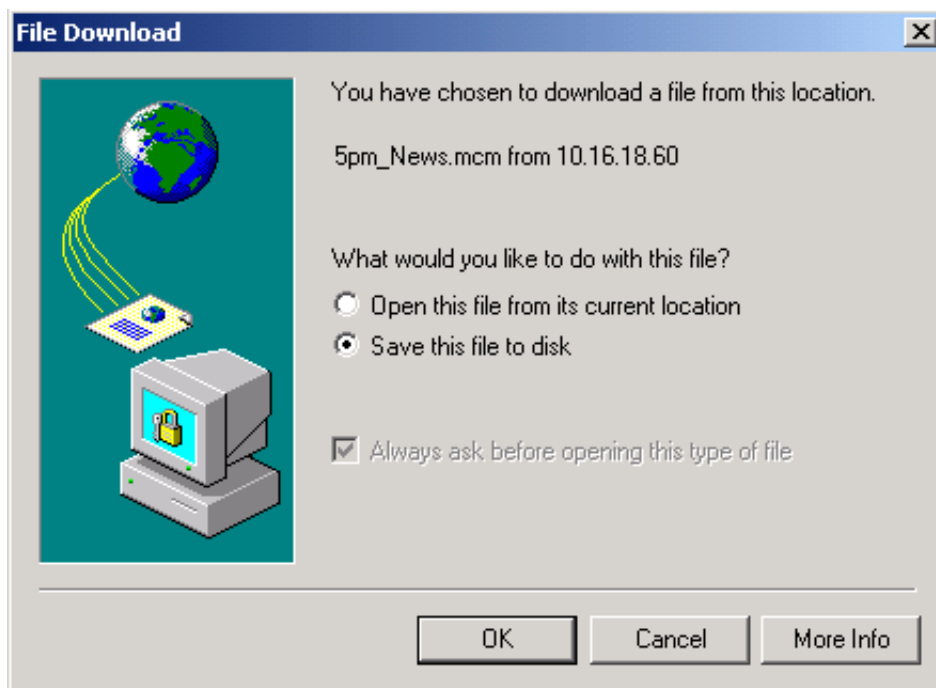 File Download
You have chosen to download a file from this location.
5pm_News.mcm from 10.16.18.60
What would you like to do with this file?
Open this file from its current location
Save this file to disk
Always ask before opening this type of file
OK Cancel More Info